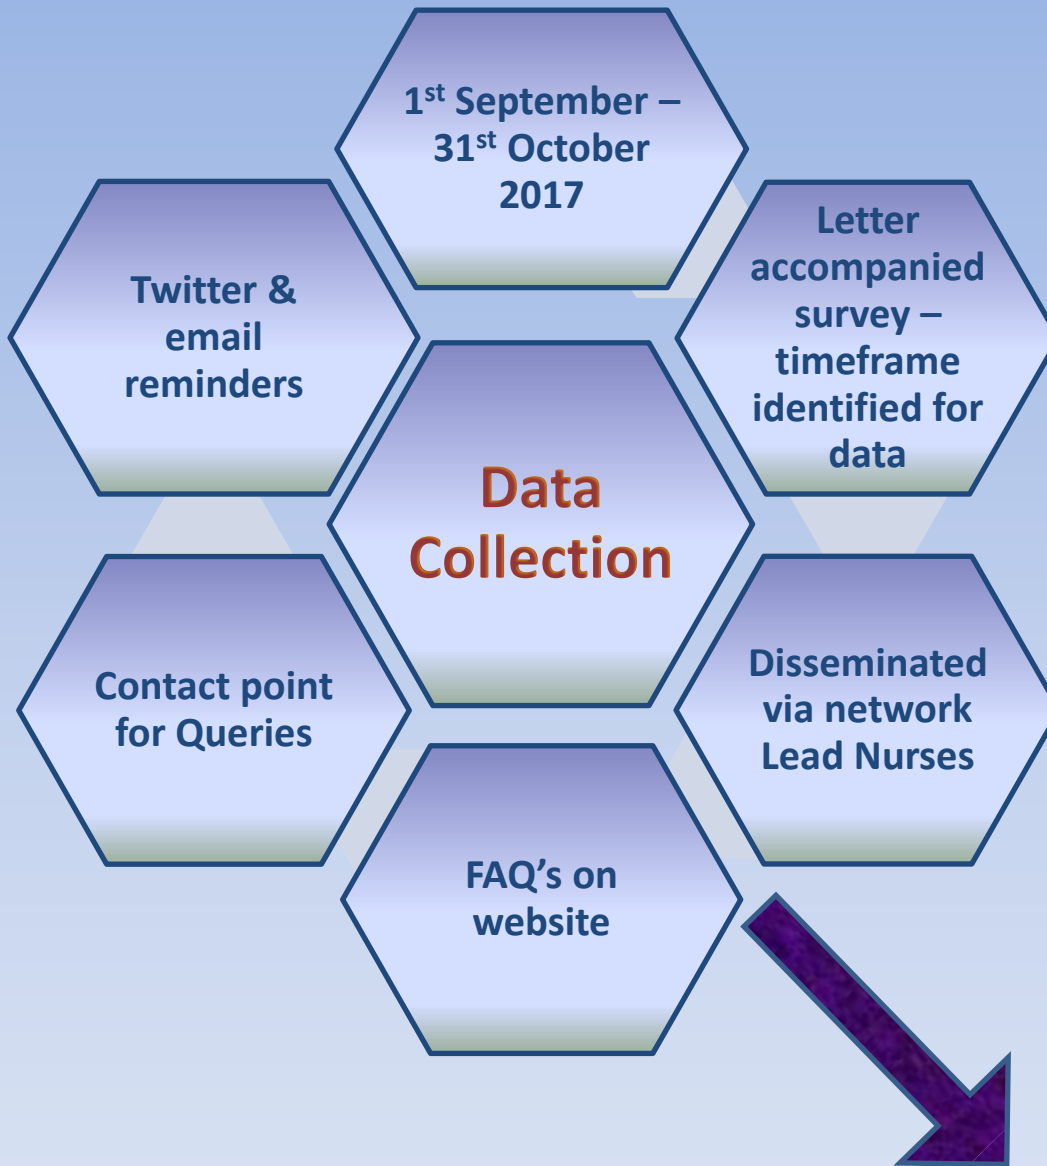 1st September –
31st October
2017
Letter
accompanied
survey –
timeframe
identified for
data
Twitter &
email
reminders
Data
Collection
Disseminated
via network
Lead Nurses
Contact point
for Queries
FAQ's on
website